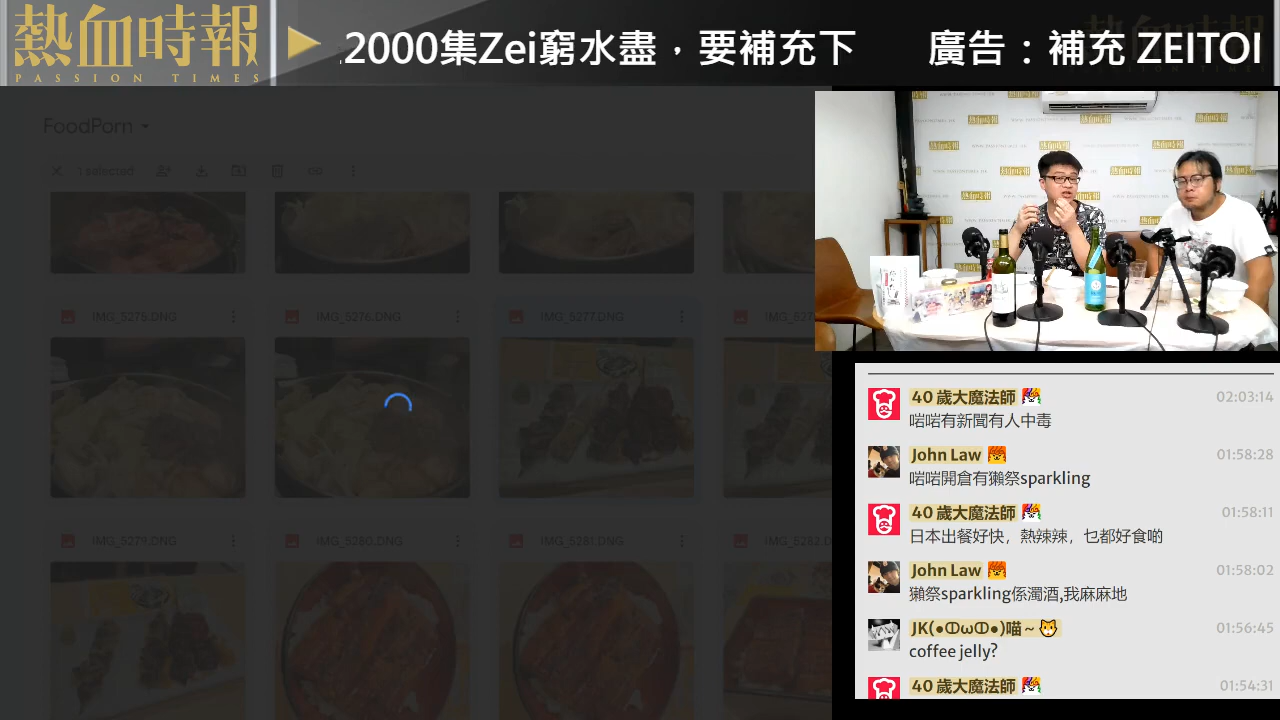 熱血時報
PASSION TIMES
2000集Zei窮水盡，要補充下 廣告：補充 ZEITOI
FoodPorn
1 selected
IMG_5275.DNG
IMG_5276.DNG
IMG_5277.DNG
IMG_5279.DNG
IMG_5280.DNG
IMG_5281.DNG
IMG_5282.D
40 歲大魔法師 02:03:14
啱啱有新聞有人中毒
John Law 01:58:28
啱啱開倉有獺祭sparkling
40 歲大魔法師 01:58:11
日本出餐好快，熱辣辣，乜都好食啲
John Law 01:58:02
獺祭sparkling係濁酒,我麻麻地
JK(●ↀωↀ●)喵～ 01:56:45
coffee jelly?
40 歲大魔法師 01:54:31